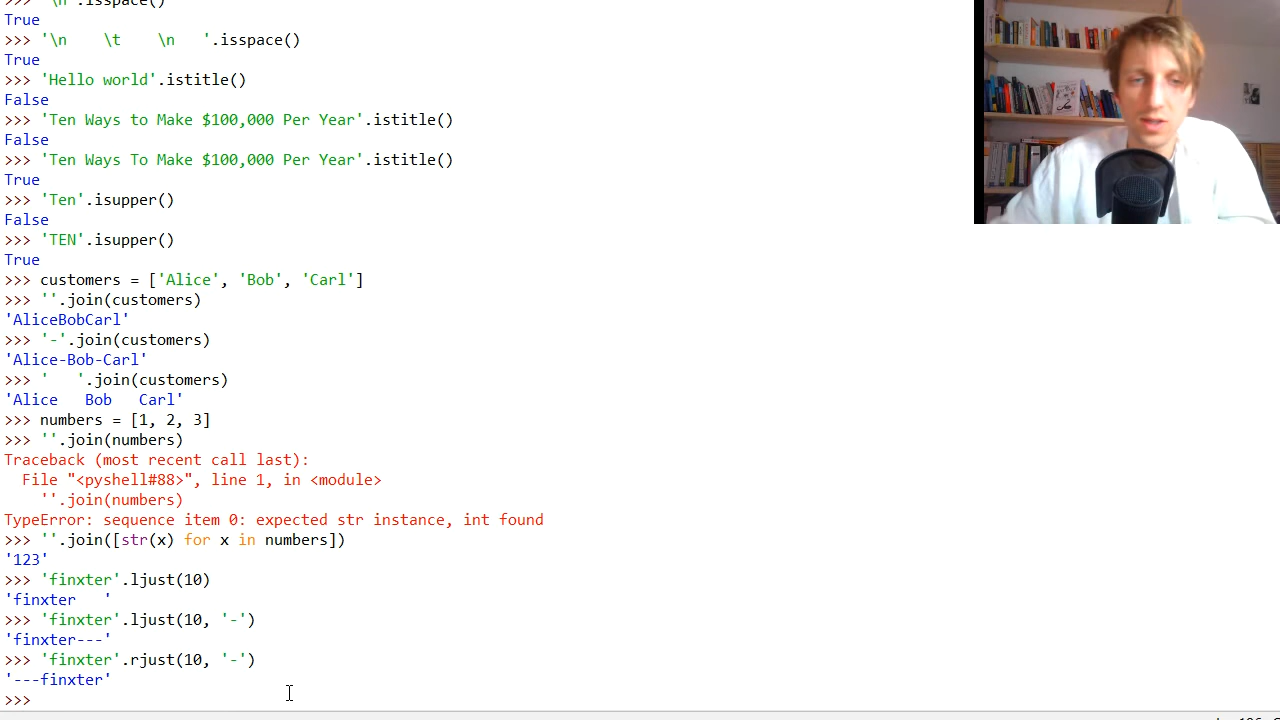 >>> '\n'.isspace()
True
>>> '\n    \t    \n   '.isspace()
True
>>> 'Hello world'.istitle()
False
>>> 'Ten Ways to Make $100,000 Per Year'.istitle()
False
>>> 'Ten Ways To Make $100,000 Per Year'.istitle()
True
>>> 'Ten'.isupper()
False
>>> 'TEN'.isupper()
True
>>> customers = ['Alice', 'Bob', 'Carl']
>>> ''.join(customers)
'AliceBobCarl'
>>> '-'.join(customers)
'Alice-Bob-Carl'
>>> '   '.join(customers)
'Alice   Bob   Carl'
>>> numbers = [1, 2, 3]
>>> ''.join(numbers)
Traceback (most recent call last):
  File "<pyshell#88>", line 1, in <module>
    ''.join(numbers)
TypeError: sequence item 0: expected str instance, int found
>>> ''.join([str(x) for x in numbers])
'123'
>>> 'finxter'.ljust(10)
'finxter   '
>>> 'finxter'.ljust(10, '-')
'finxter---'
>>> 'finxter'.rjust(10, '-')
'---finxter'
>>>